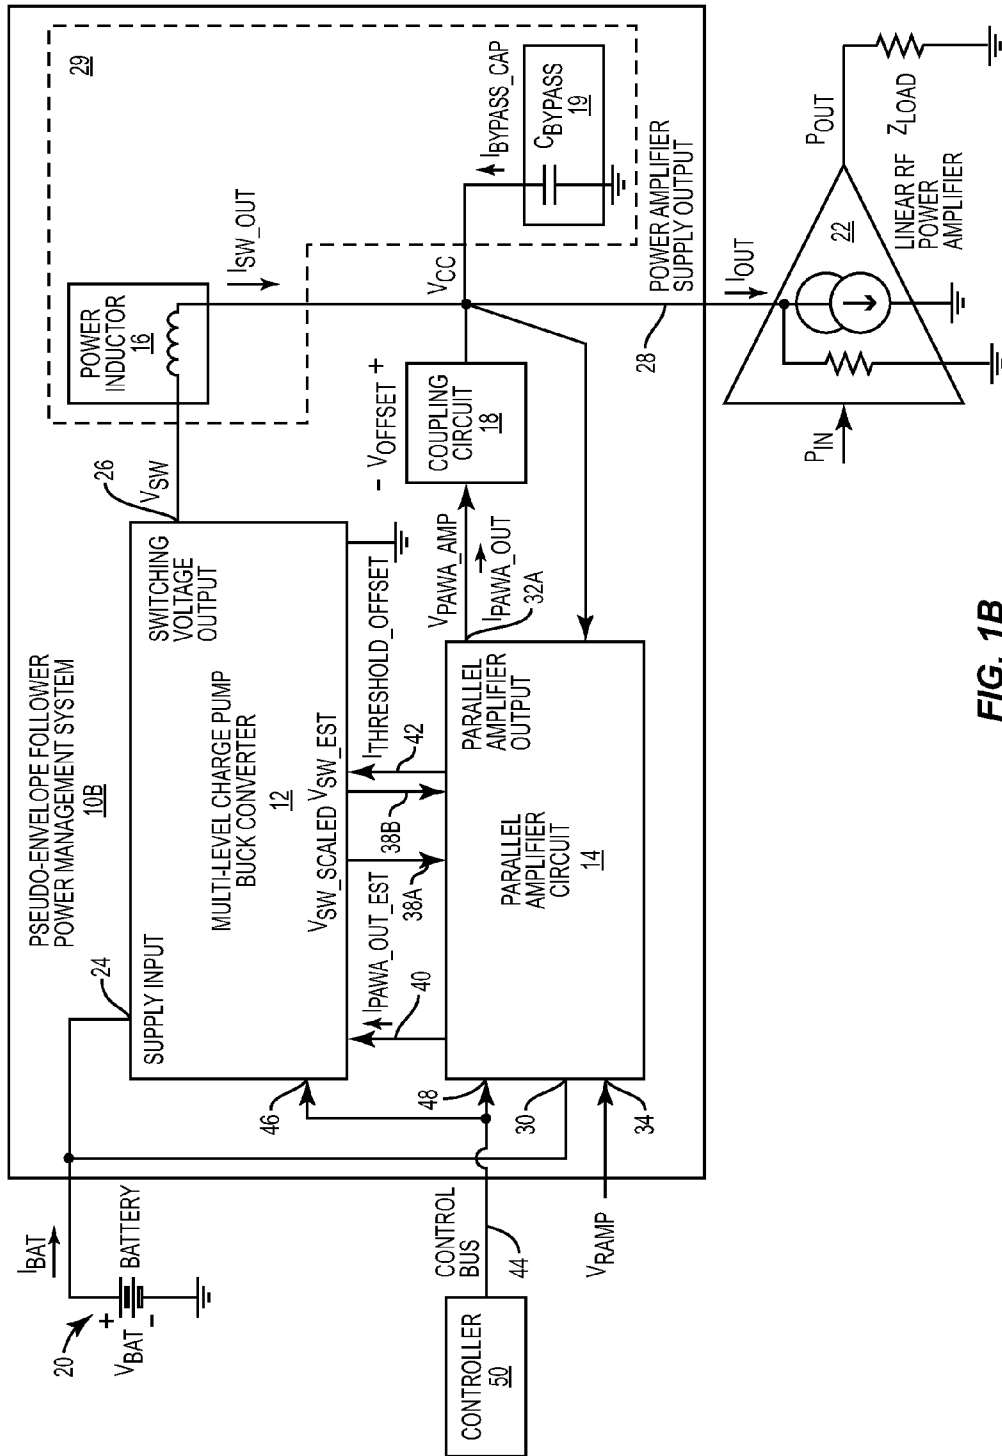 PSEUDO-ENVELOPE FOLLOWER
POWER MANAGEMENT SYSTEM
10B
29
20
+
VBAT
-
BATTERY
IBAT
24
SUPPLY INPUT
MULTI-LEVEL CHARGE PUMP
BUCK CONVERTER
12
SWITCHING
VOLTAGE
OUTPUT
26
VSW
POWER
INDUCTOR
16
ISW_OUT
VSW_SCALED
VSW_EST
ITHRESHOLD_OFFSET
46
IPAWA_OUT_EST
40
38A
38B
42
- VOFFSET +
COUPLING
CIRCUIT
18
VCC
IBYPASS_CAP
CBYPASS
19
VPAWA_AMP
IPAWA_OUT
32A
PARALLEL
AMPLIFIER
OUTPUT
PARALLEL
AMPLIFIER
CIRCUIT
14
CONTROLLER
50
CONTROL
BUS
44
48
30
34
VRAMP
28
POWER AMPLIFIER
SUPPLY OUTPUT
IOUT
PIN
22
LINEAR RF
POWER
AMPLIFIER
POUT
ZLOAD
FIG. 1B